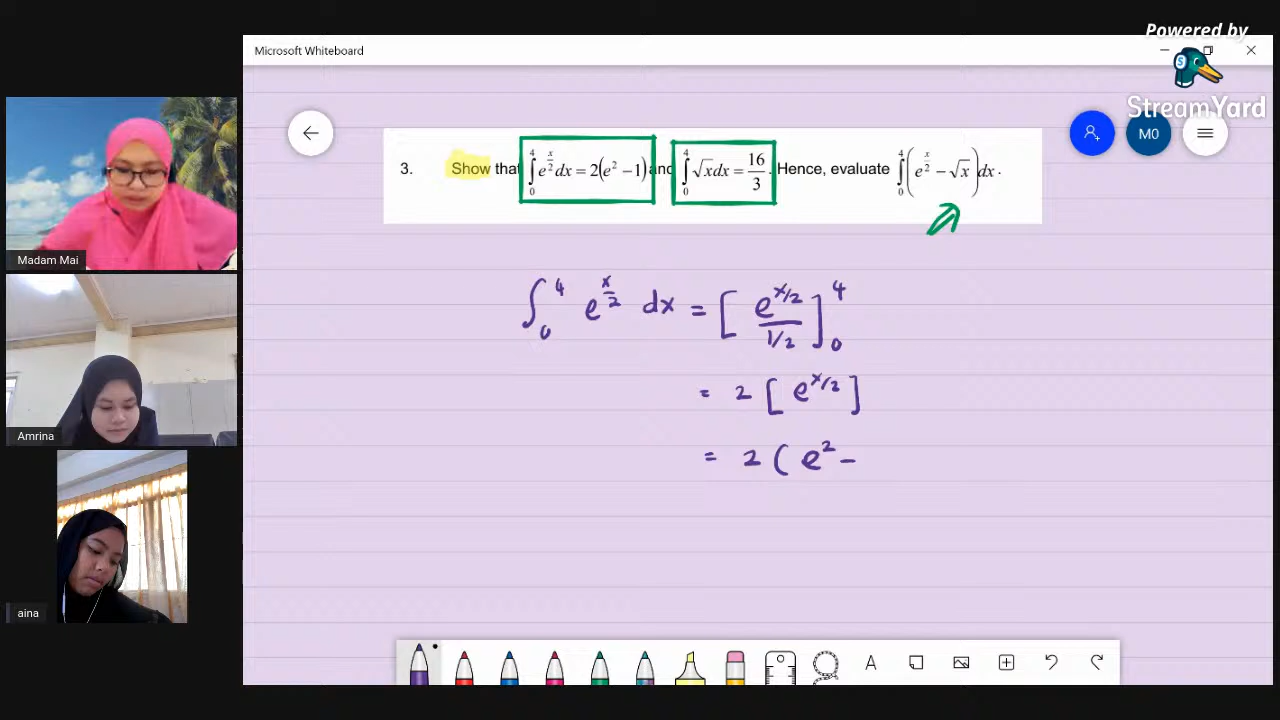 Powered by
StreamYard
Microsoft Whiteboard
M0
3. Show that ∫₀⁴ e^(x/2) dx = 2(e² − 1) and ∫₀⁴ √x dx = 16/3 . Hence, evaluate ∫₀⁴ (e^(x/2) − √x) dx .
∫₀⁴ e^(x/2) dx = [ e^(x/2) / 1/2 ]₀⁴
= 2 [ e^(x/2) ]
= 2 ( e² −
Madam Mai
Amrina
aina
A